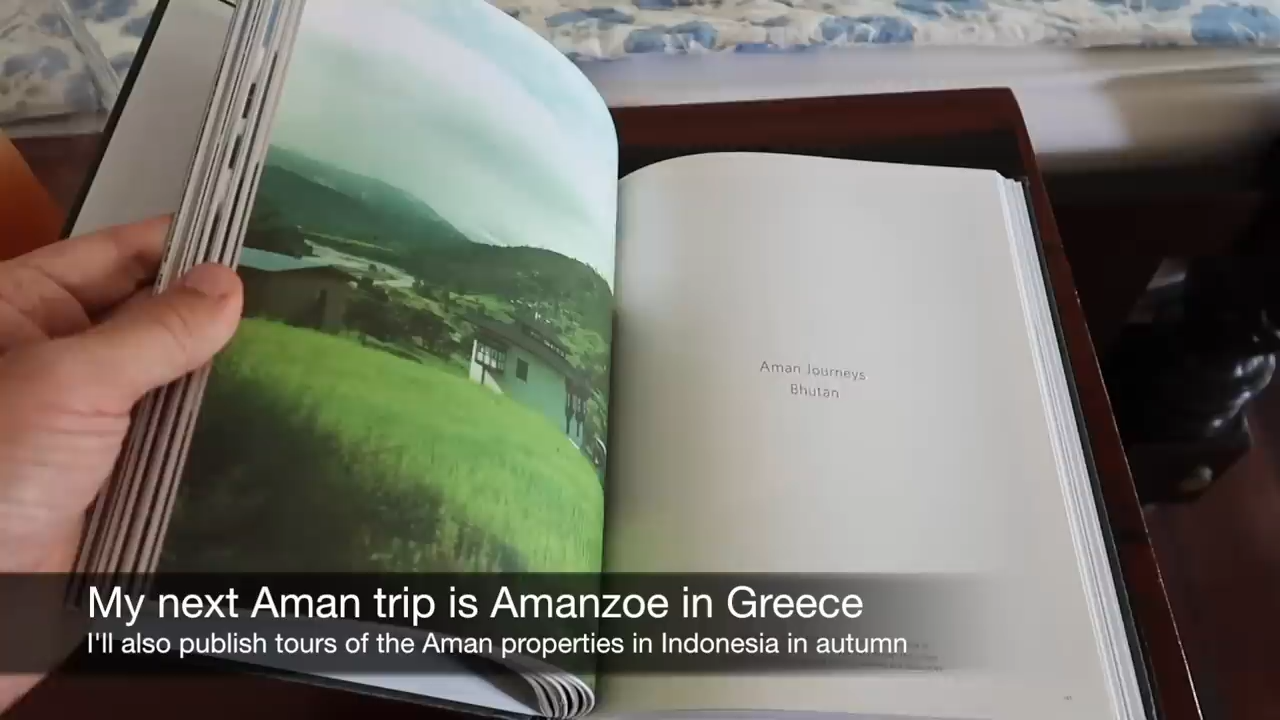 Aman Journeys
Bhutan
My next Aman trip is Amanzoe in Greece
I'll also publish tours of the Aman properties in Indonesia in autumn